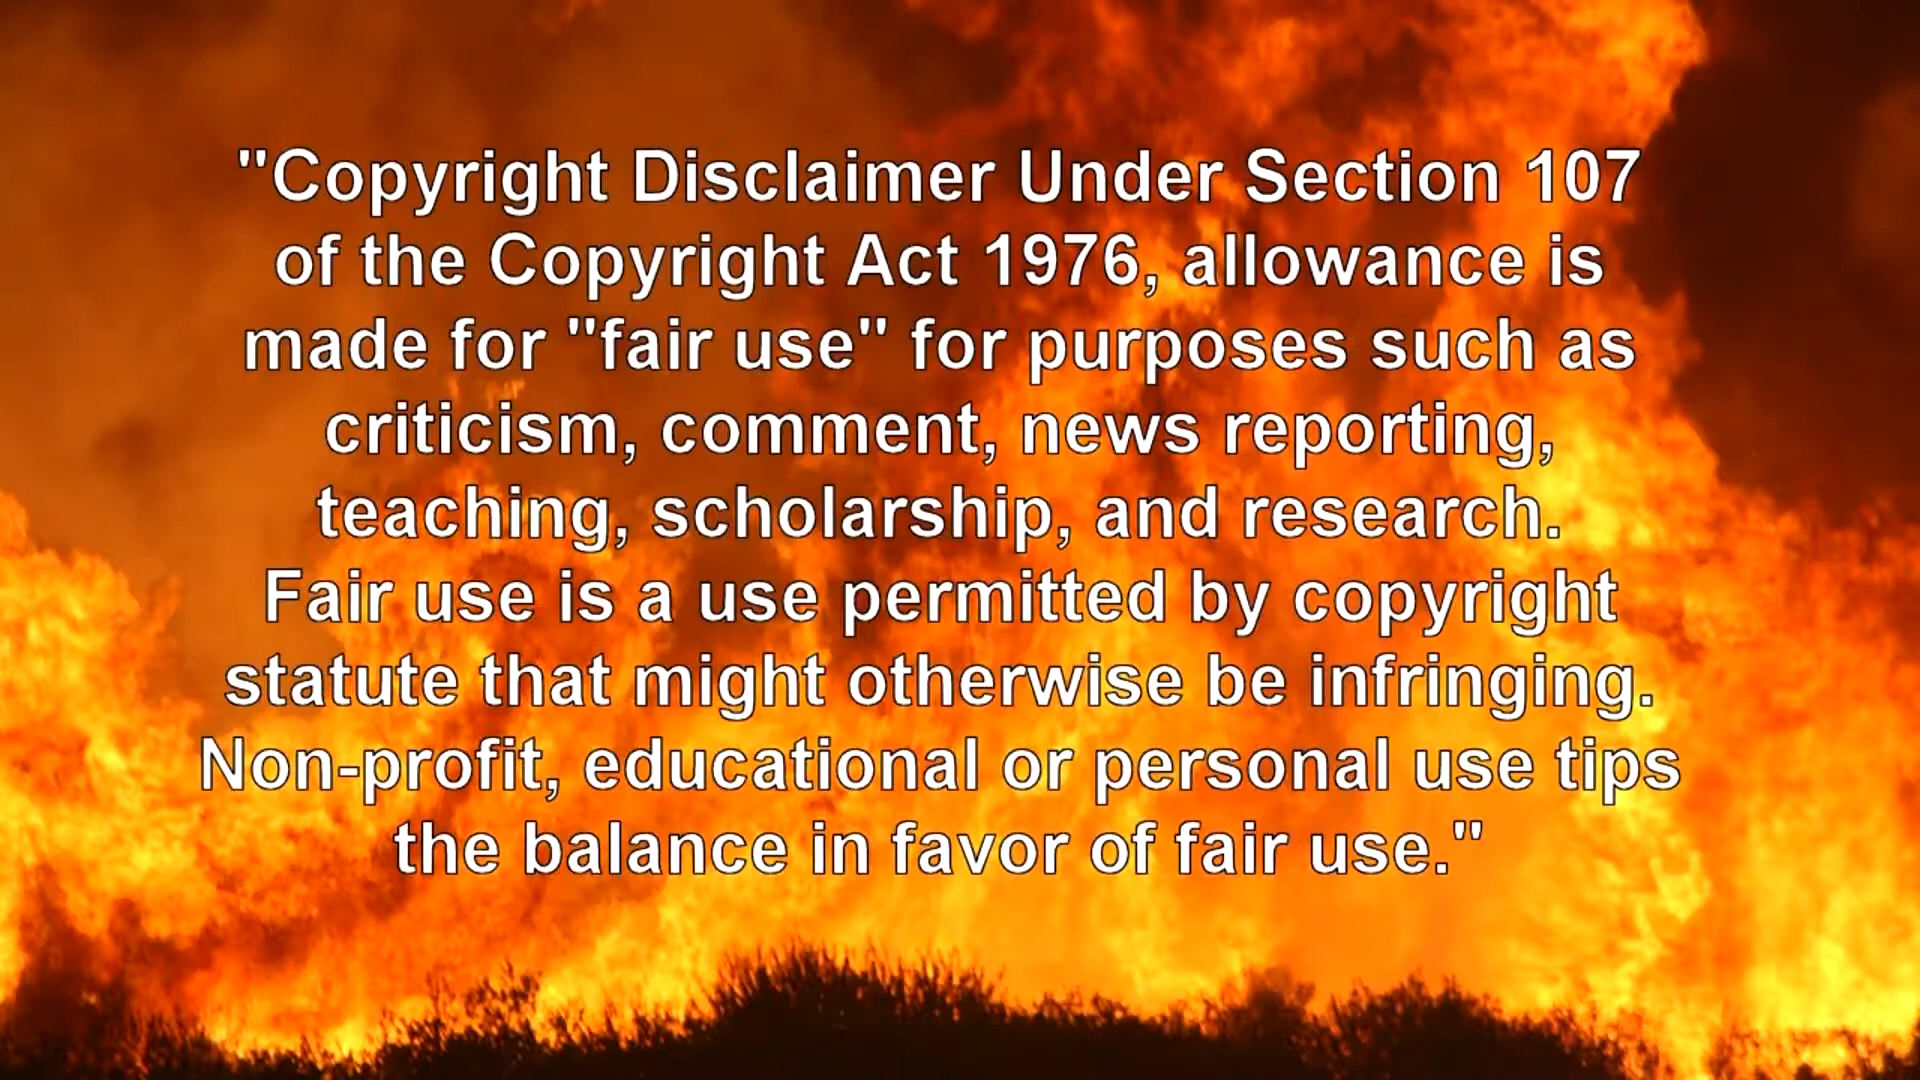 "Copyright Disclaimer Under Section 107
of the Copyright Act 1976, allowance is
made for "fair use" for purposes such as
criticism, comment, news reporting,
teaching, scholarship, and research.
Fair use is a use permitted by copyright
statute that might otherwise be infringing.
Non-profit, educational or personal use tips
the balance in favor of fair use."